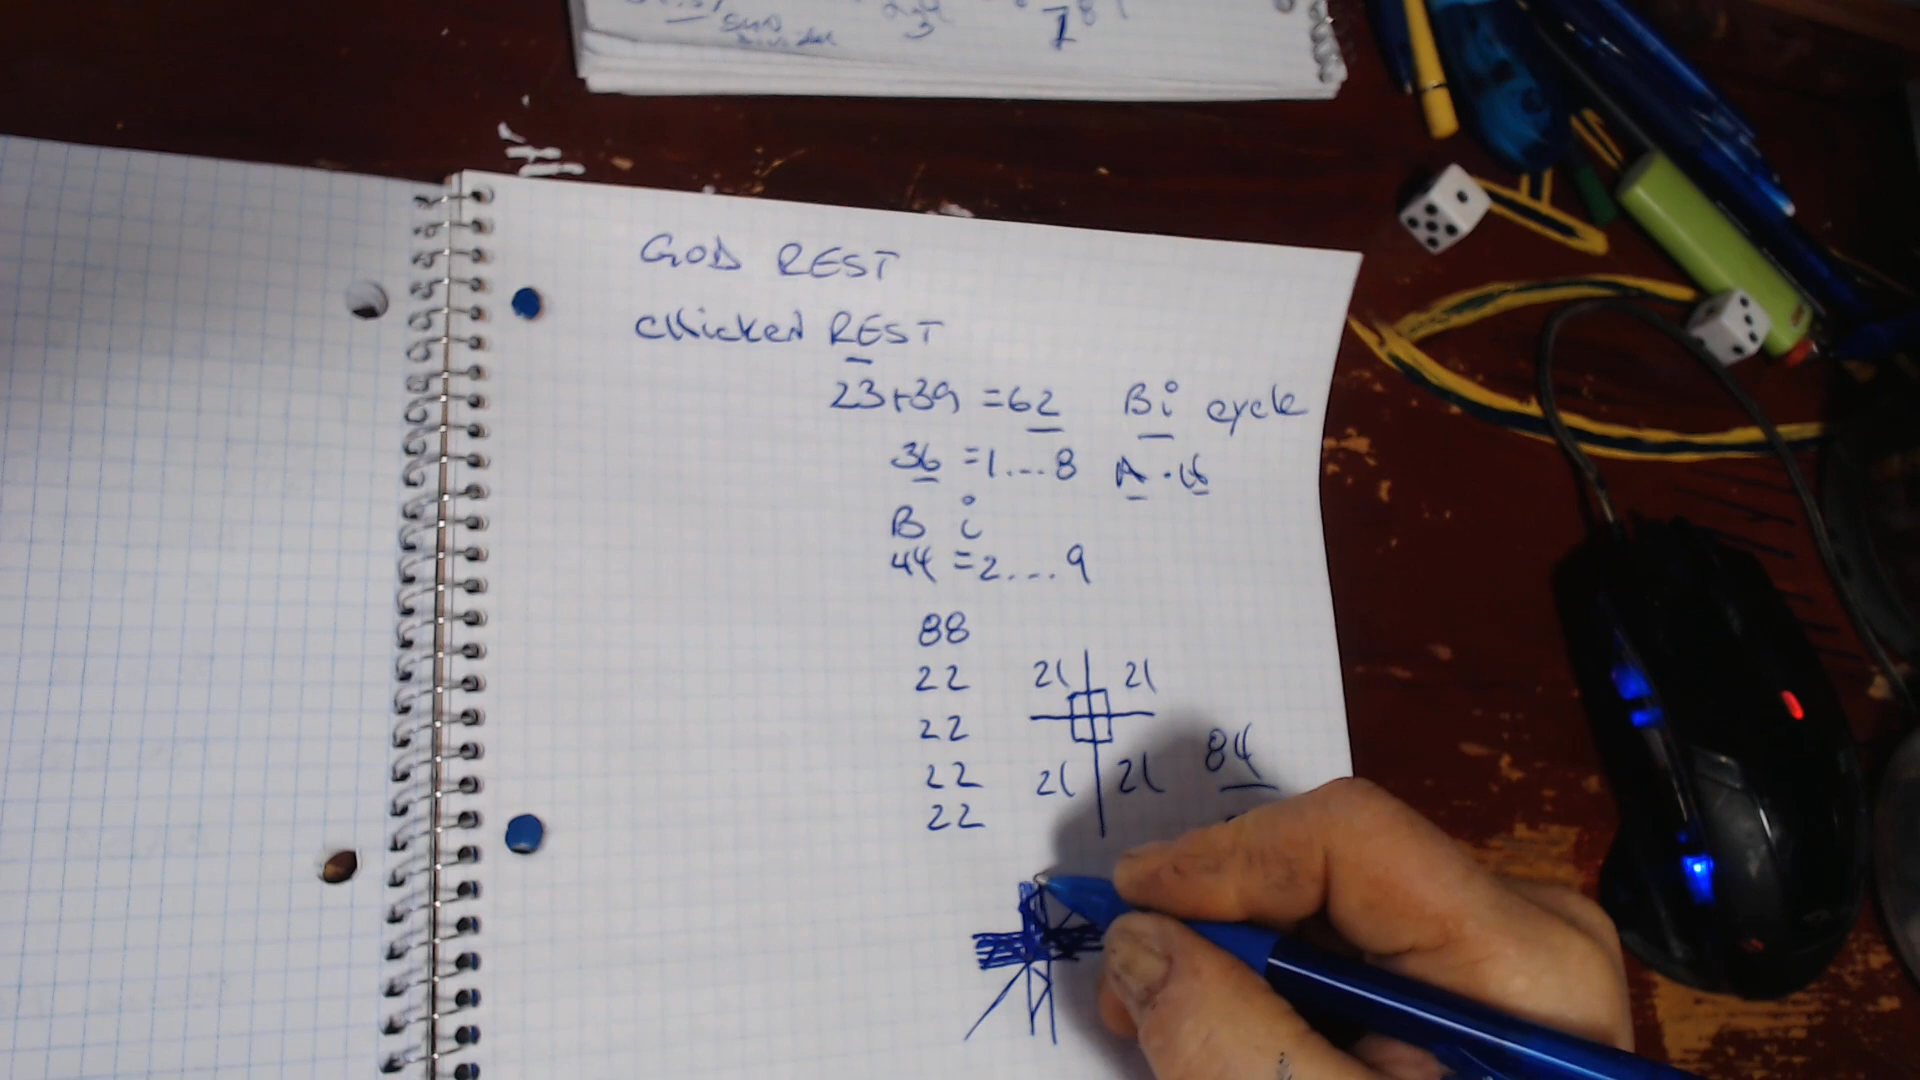 GOD REST
chicken REST
23+39 = 62 Bi cycle
36 = 1...8
B i
44 = 2...9
88
22 21 21
22
84
22 21 21
22